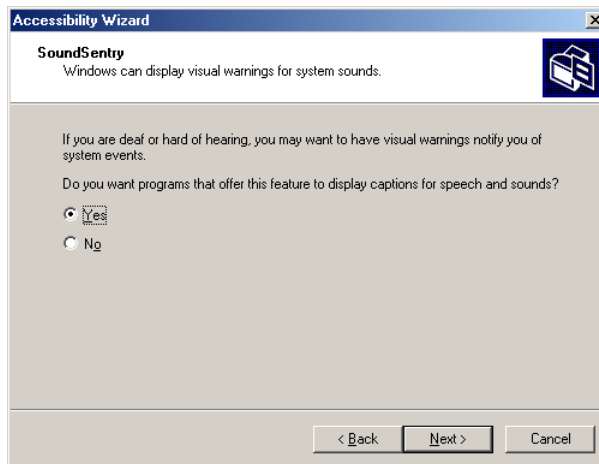 Accessibility Wizard
SoundSentry
Windows can display visual warnings for system sounds.
If you are deaf or hard of hearing, you may want to have visual warnings notify you of
system events.
Do you want programs that offer this feature to display captions for speech and sounds?
Yes
No
< Back Next > Cancel